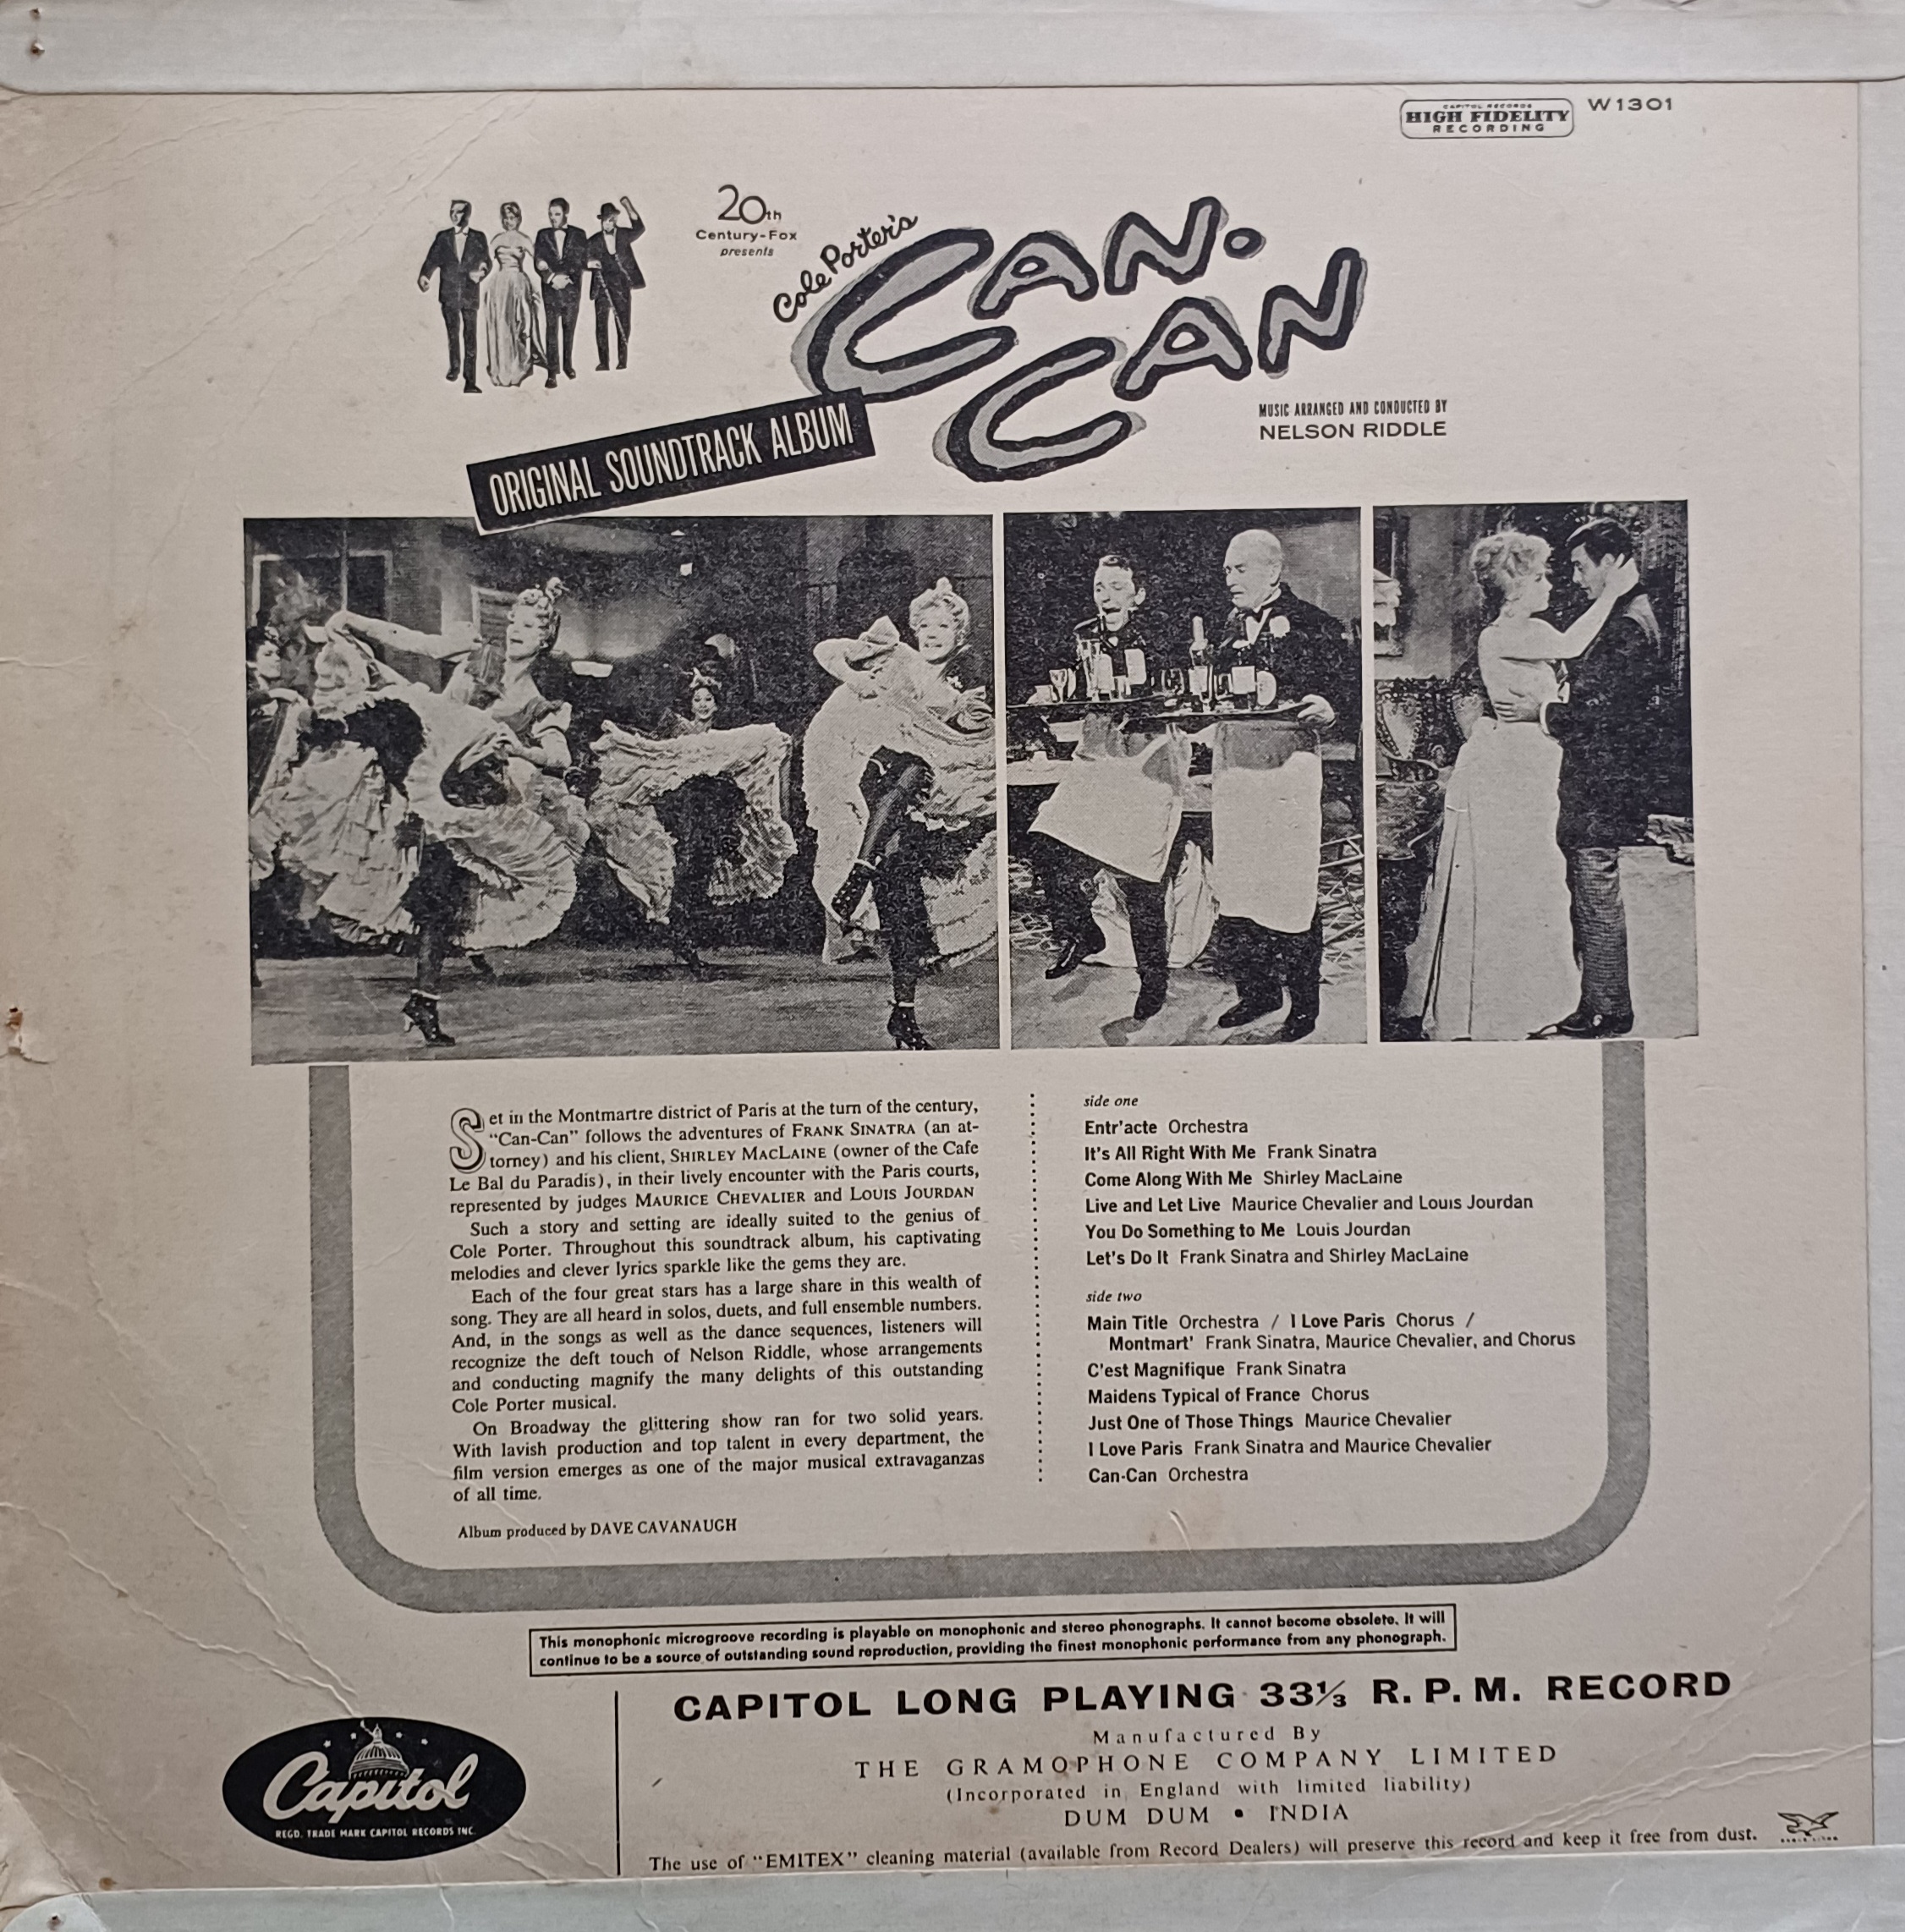 CAPITOL RECORDS
HIGH FIDELITY
RECORDING
W1301
20th
Century-Fox
presents
Cole Porter's
CAN-
CAN
ORIGINAL SOUNDTRACK ALBUM
MUSIC ARRANGED AND CONDUCTED BY
NELSON RIDDLE
Set in the Montmartre district of Paris at the turn of the century,
"Can-Can" follows the adventures of FRANK SINATRA (an at-
torney) and his client, SHIRLEY MACLAINE (owner of the Cafe
Le Bal du Paradis), in their lively encounter with the Paris courts,
represented by judges MAURICE CHEVALIER and LOUIS JOURDAN
Such a story and setting are ideally suited to the genius of
Cole Porter. Throughout this soundtrack album, his captivating
melodies and clever lyrics sparkle like the gems they are.
Each of the four great stars has a large share in this wealth of
song. They are all heard in solos, duets, and full ensemble numbers.
And, in the songs as well as the dance sequences, listeners will
recognize the deft touch of Nelson Riddle, whose arrangements
and conducting magnify the many delights of this outstanding
Cole Porter musical.
On Broadway the glittering show ran for two solid years.
With lavish production and top talent in every department, the
film version emerges as one of the major musical extravaganzas
of all time.
Album produced by DAVE CAVANAUGH
side one
Entr'acte Orchestra
It's All Right With Me Frank Sinatra
Come Along With Me Shirley MacLaine
Live and Let Live Maurice Chevalier and Louis Jourdan
You Do Something to Me Louis Jourdan
Let's Do It Frank Sinatra and Shirley MacLaine
side two
Main Title Orchestra / I Love Paris Chorus /
Montmart' Frank Sinatra, Maurice Chevalier, and Chorus
C'est Magnifique Frank Sinatra
Maidens Typical of France Chorus
Just One of Those Things Maurice Chevalier
I Love Paris Frank Sinatra and Maurice Chevalier
Can-Can Orchestra
This monophonic microgroove recording is playable on monophonic and stereo phonographs. It cannot become obsolete. It will
continue to be a source of outstanding sound reproduction, providing the finest monophonic performance from any phonograph.
CAPITOL LONG PLAYING 33⅓ R.P.M. RECORD
Manufactured By
THE GRAMOPHONE COMPANY LIMITED
(Incorporated in England with limited liability)
DUM DUM • INDIA
The use of "EMITEX" cleaning material (available from Record Dealers) will preserve this record and keep it free from dust.
Capitol
REGD. TRADE MARK CAPITOL RECORDS INC.